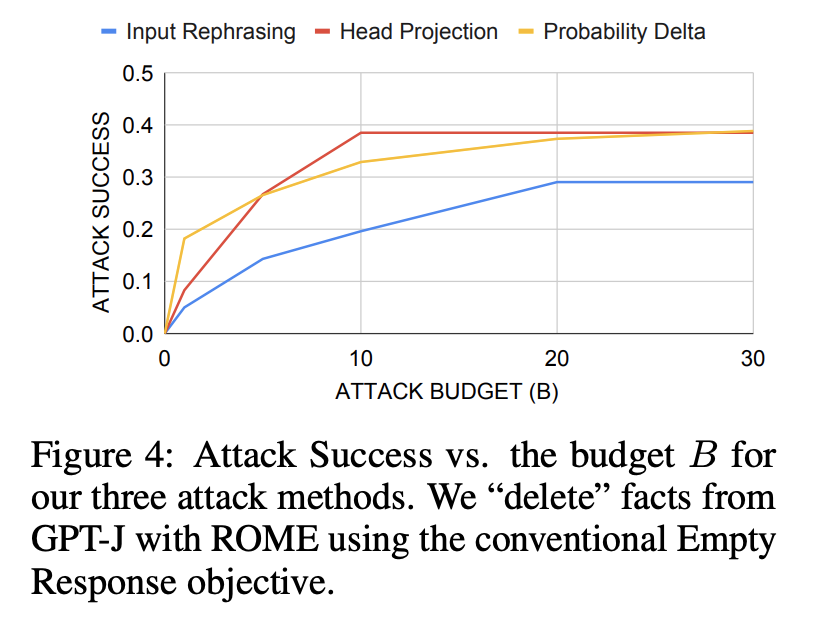 Input Rephrasing Head Projection Probability Delta
0.5
0.4
0.3
0.2
0.1
0.0
ATTACK SUCCESS
0 10 20 30
ATTACK BUDGET (B)
Figure 4: Attack Success vs. the budget B for
our three attack methods. We “delete” facts from
GPT-J with ROME using the conventional Empty
Response objective.